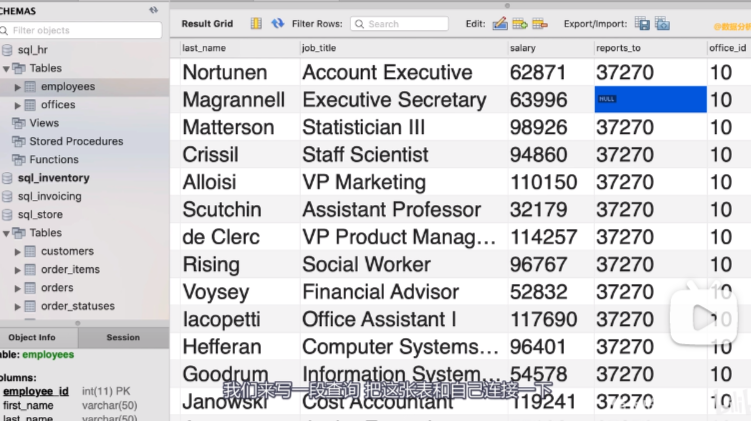 SCHEMAS
Filter objects
sql_hr
Tables
employees
offices
Views
Stored Procedures
Functions
sql_inventory
sql_invoicing
sql_store
Tables
customers
order_items
orders
order_statuses
Object Info Session
able: employees
olumns:
employee_id int(11) PK
first_name varchar(50)
last_name varchar(50)
Result Grid Filter Rows: Search Edit: Export/Import:
last_name job_title salary reports_to office_id
Nortunen Account Executive 62871 37270 10
Magrannell Executive Secretary 63996 NULL 10
Matterson Statistician III 98926 37270 10
Crissil Staff Scientist 94860 37270 10
Alloisi VP Marketing 110150 37270 10
Scutchin Assistant Professor 32179 37270 10
de Clerc VP Product Manag... 114257 37270 10
Rising Social Worker 96767 37270 10
Voysey Financial Advisor 52832 37270 10
Iacopetti Office Assistant I 117690 37270 10
Hefferan Computer Systems... 96401 37270 10
Goodrum Information System... 54578 37270 10
Janowski Cost Accountant 119241 37270 10
我们来写一段查询 把这张表和自己连接一下